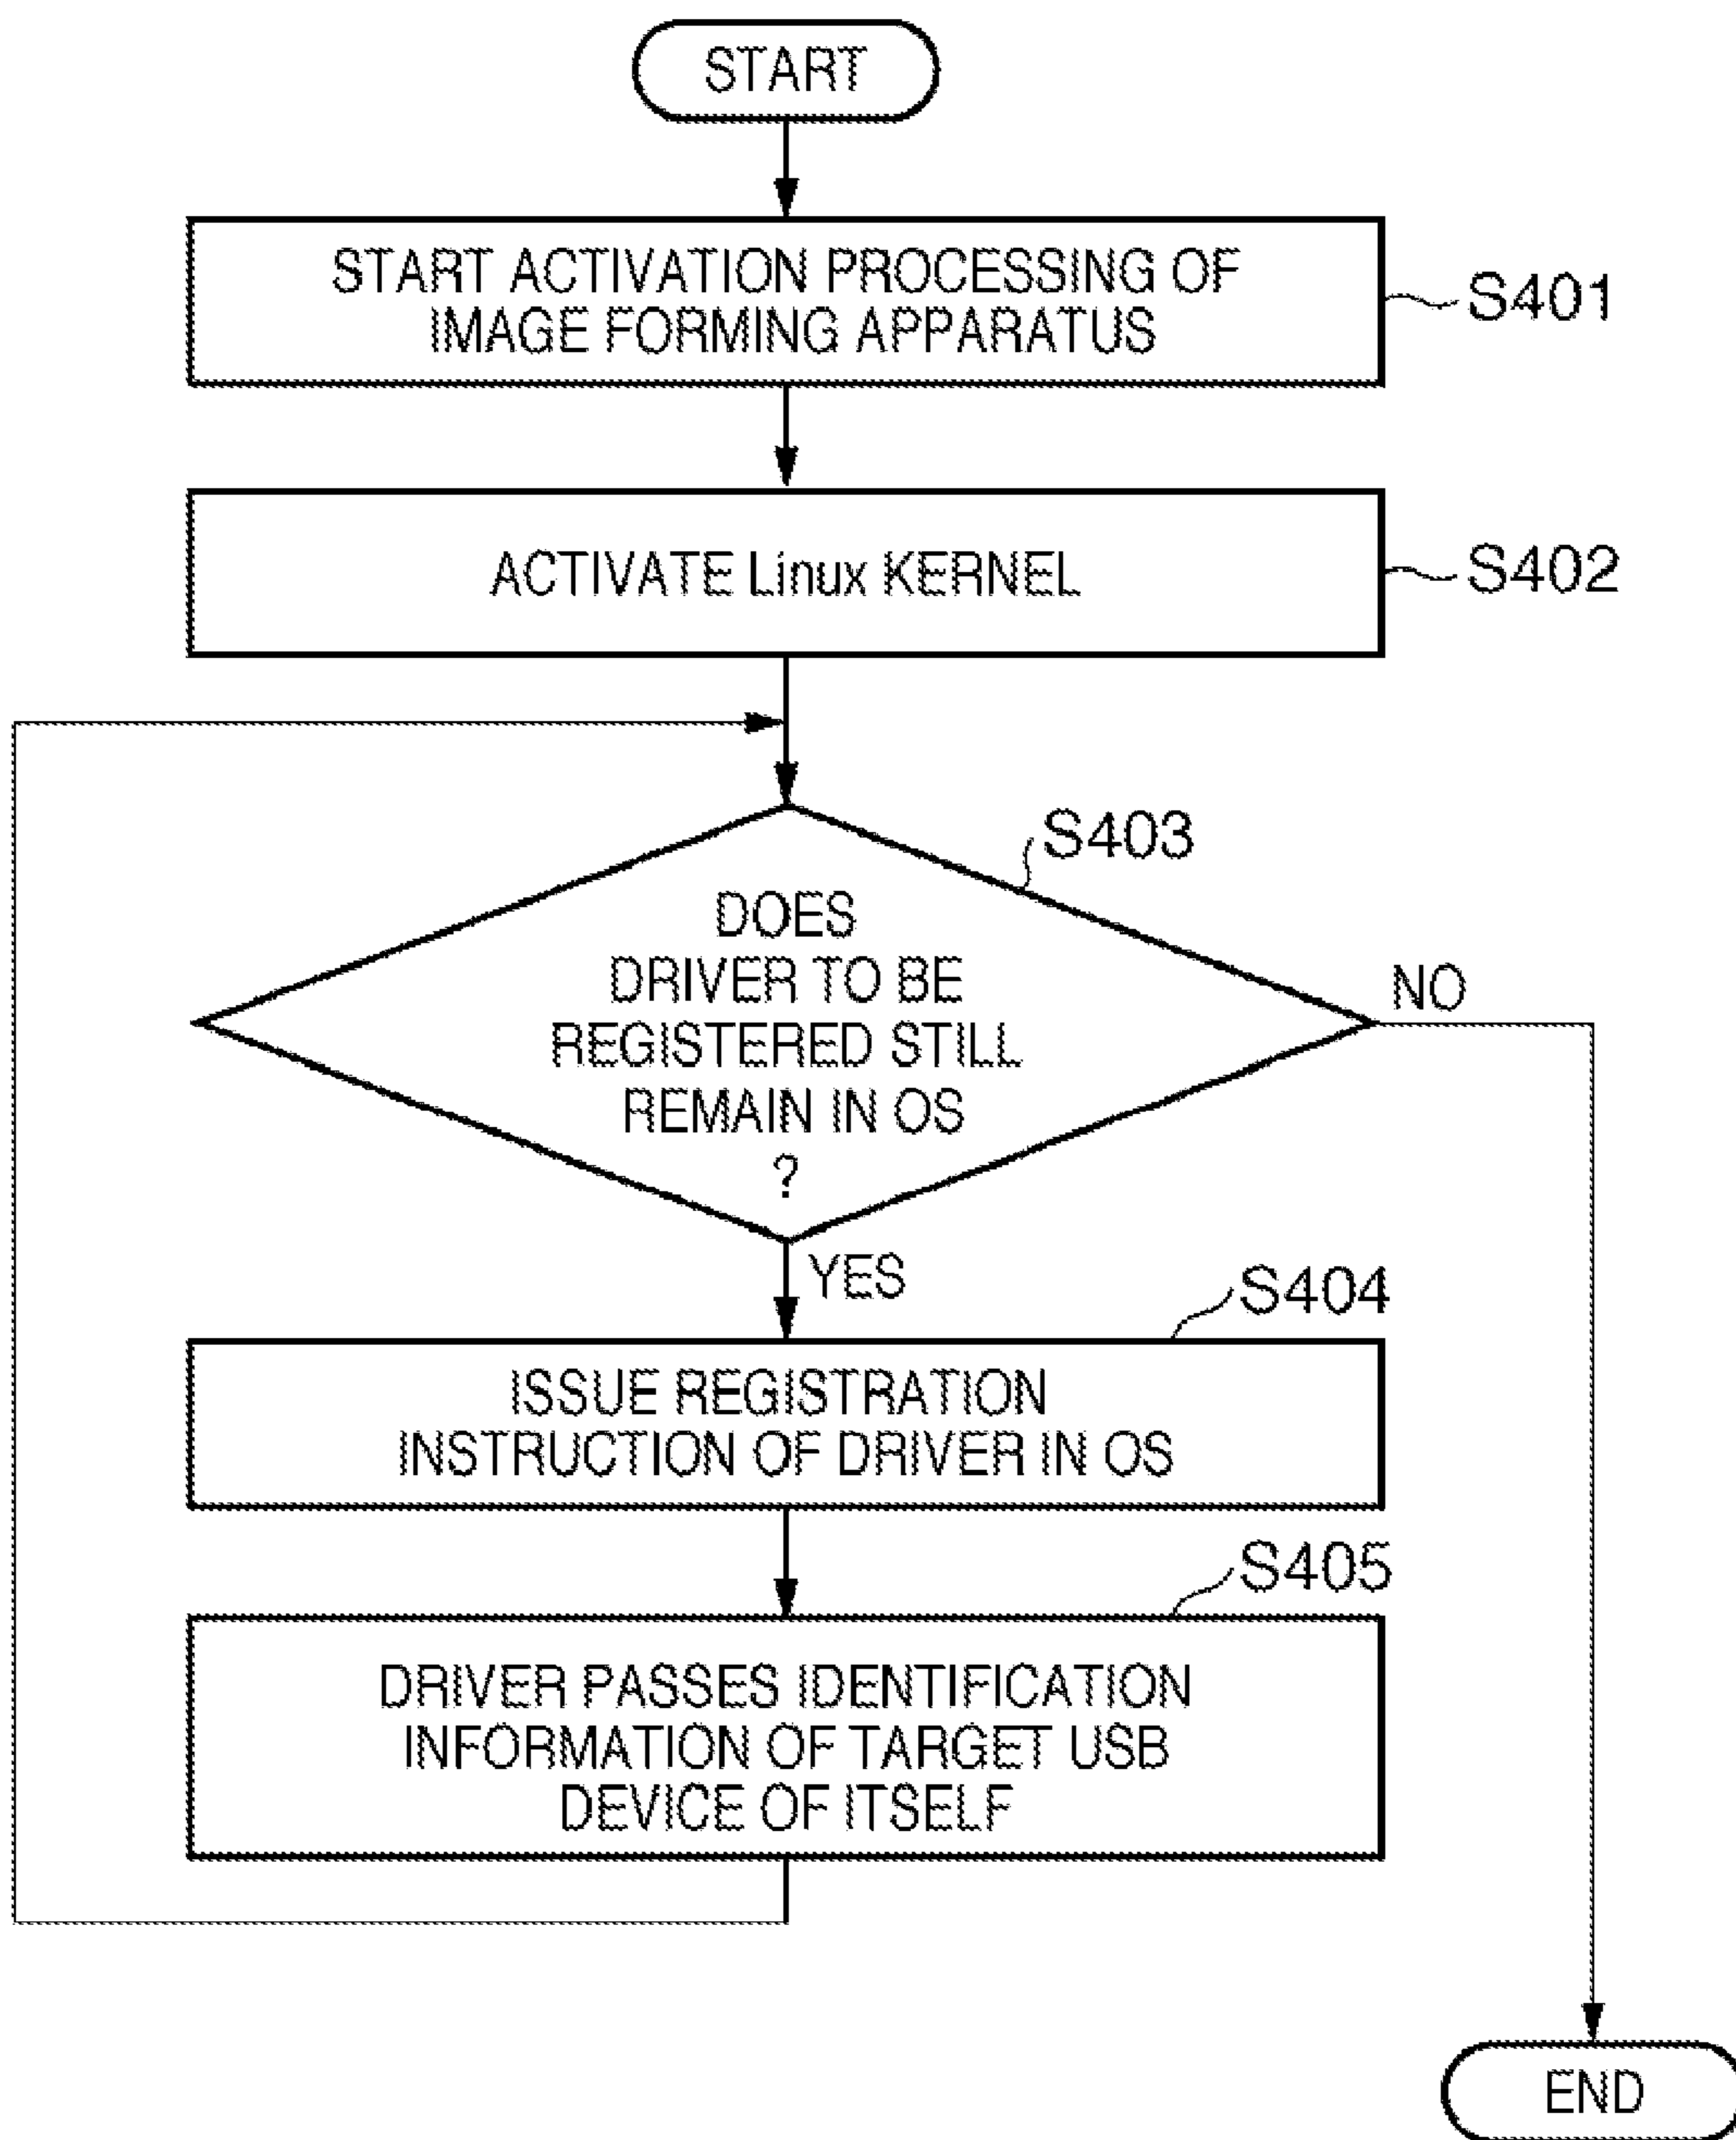 START
START ACTIVATION PROCESSING OF
IMAGE FORMING APPARATUS
S401
ACTIVATE Linux KERNEL
S402
S403
DOES
DRIVER TO BE
REGISTERED STILL
REMAIN IN OS
?
NO
YES
S404
ISSUE REGISTRATION
INSTRUCTION OF DRIVER IN OS
S405
DRIVER PASSES IDENTIFICATION
INFORMATION OF TARGET USB
DEVICE OF ITSELF
END